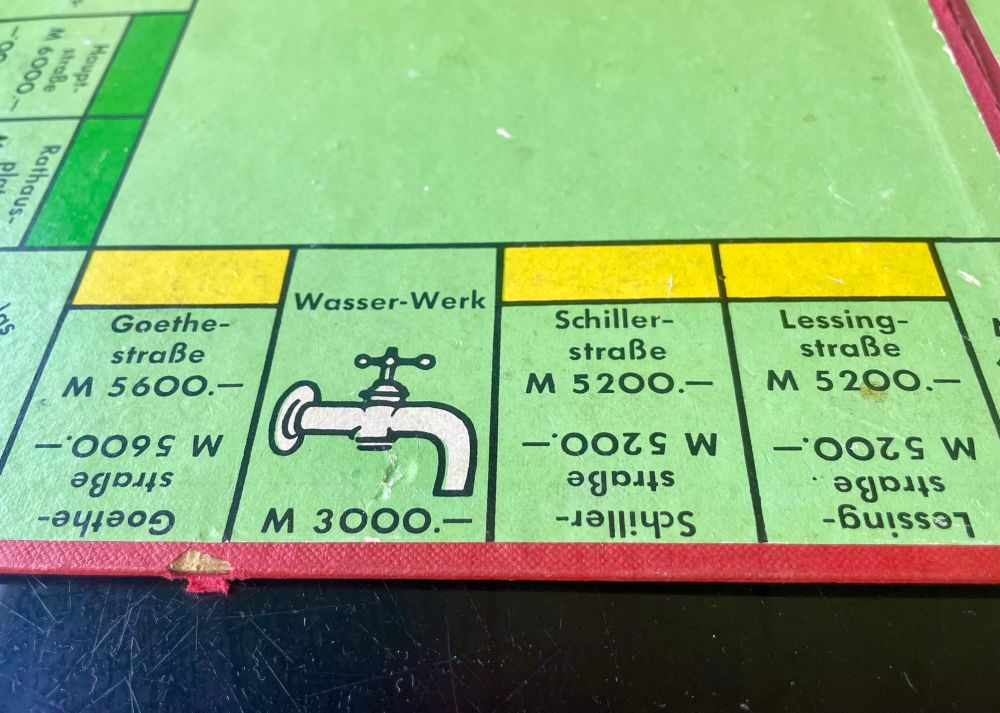 Haupt-
straße
M 6000.—
Rathaus-
Goethe-
straße
M 5600.—
M 5600.—
straße
Goethe-
Wasser-Werk
M 3000.—
Schiller-
straße
M 5200.—
M 5200.—
straße
Schiller-
Lessing-
straße
M 5200.—
M 5200.—
straße
Lessing-